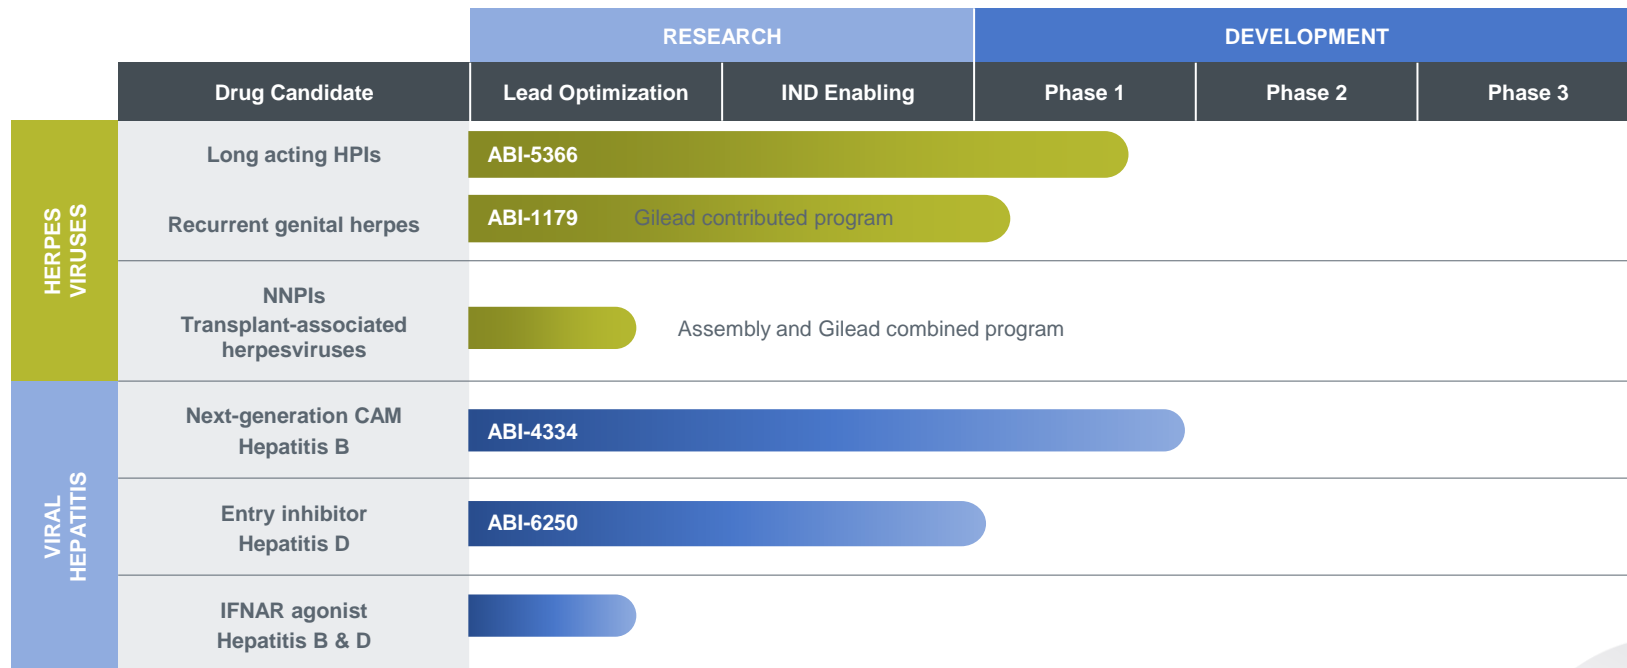 RESEARCH
DEVELOPMENT
Drug Candidate
Lead Optimization
IND Enabling
Phase 1
Phase 2
Phase 3
HERPES
VIRUSES
Long acting HPIs
ABI-5366
Recurrent genital herpes
ABI-1179
Gilead contributed program
NNPIs
Transplant-associated
herpesviruses
Assembly and Gilead combined program
VIRAL
HEPATITIS
Next-generation CAM
Hepatitis B
ABI-4334
Entry inhibitor
Hepatitis D
ABI-6250
IFNAR agonist
Hepatitis B & D